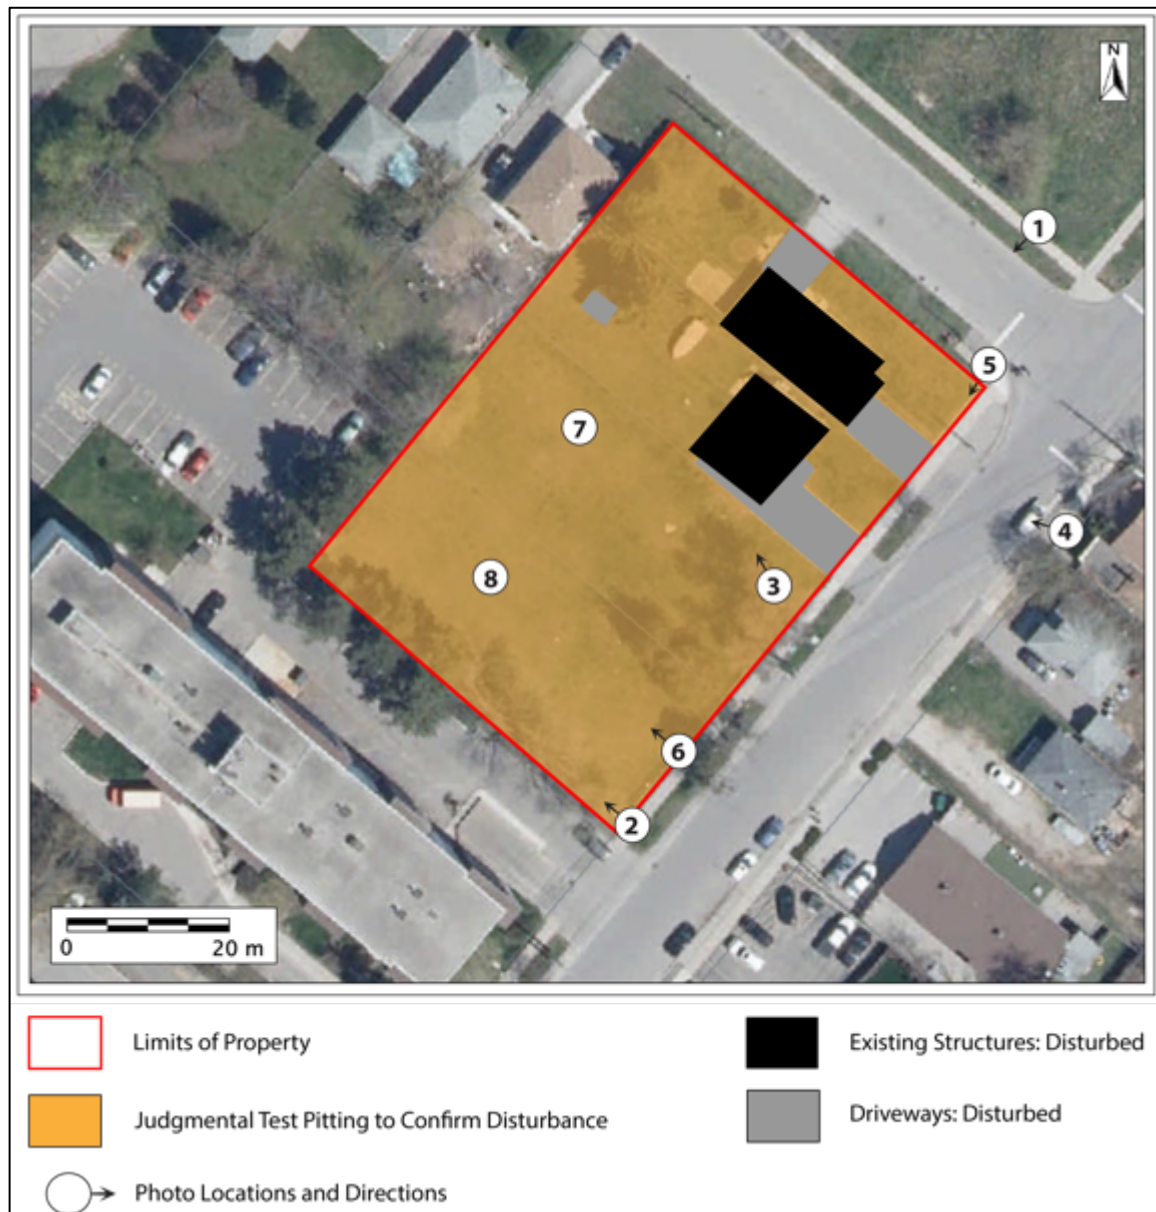 N
1
5
7
4
8
3
6
2
0 20 m
Limits of Property
Existing Structures: Disturbed
Judgmental Test Pitting to Confirm Disturbance
Driveways: Disturbed
Photo Locations and Directions